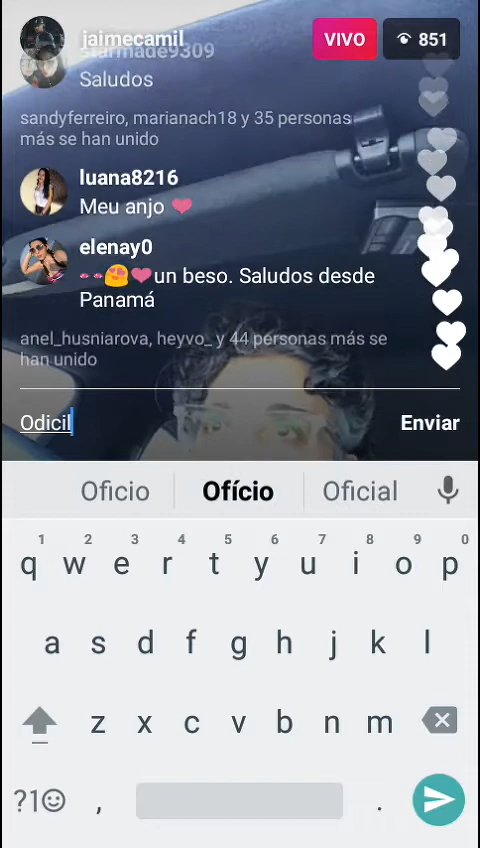 jaimecamil
VIVO
851
starmade9309
Saludos
sandyferreiro, marianach18 y 35 personas
más se han unido
luana8216
Meu anjo ❤
elenay0
👄👄😍❤un beso. Saludos desde
Panamá
anel_husniarova, heyvo_ y 44 personas más se
han unido
Odicil
Enviar
Oficio Ofício Oficial
1 2 3 4 5 6 7 8 9 0
q w e r t y u i o p
a s d f g h j k l
z x c v b n m
?1☺ , .